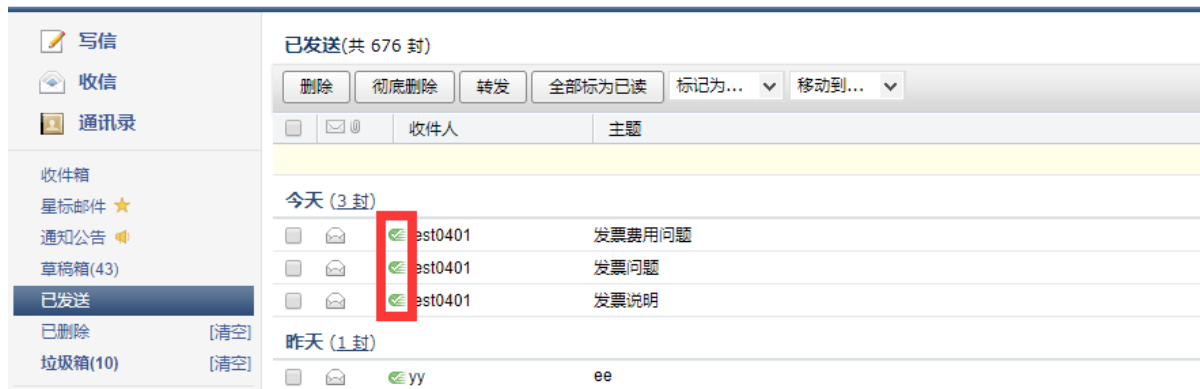 写信
收信
通讯录
收件箱
星标邮件
通知公告
草稿箱(43)
已发送
已删除 [清空]
垃圾箱(10) [清空]
已发送(共 676 封)
删除 彻底删除 转发 全部标为已读 标记为... 移动到...
收件人 主题
今天 (3 封)
est0401 发票费用问题
est0401 发票问题
est0401 发票说明
昨天 (1 封)
yy ee